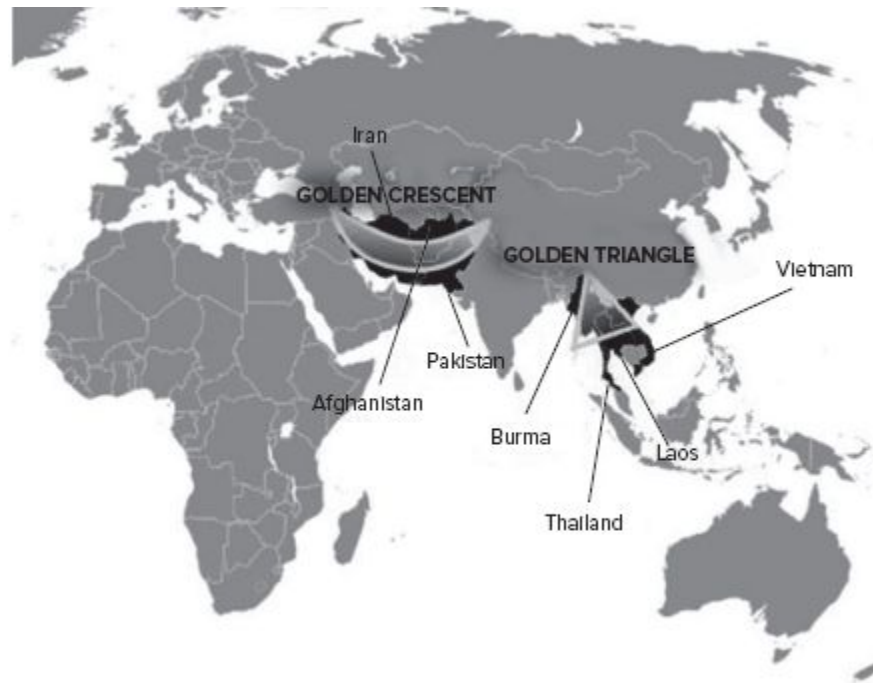 Iran
GOLDEN CRESCENT
GOLDEN TRIANGLE
Vietnam
Pakistan
Afghanistan
Burma
Laos
Thailand